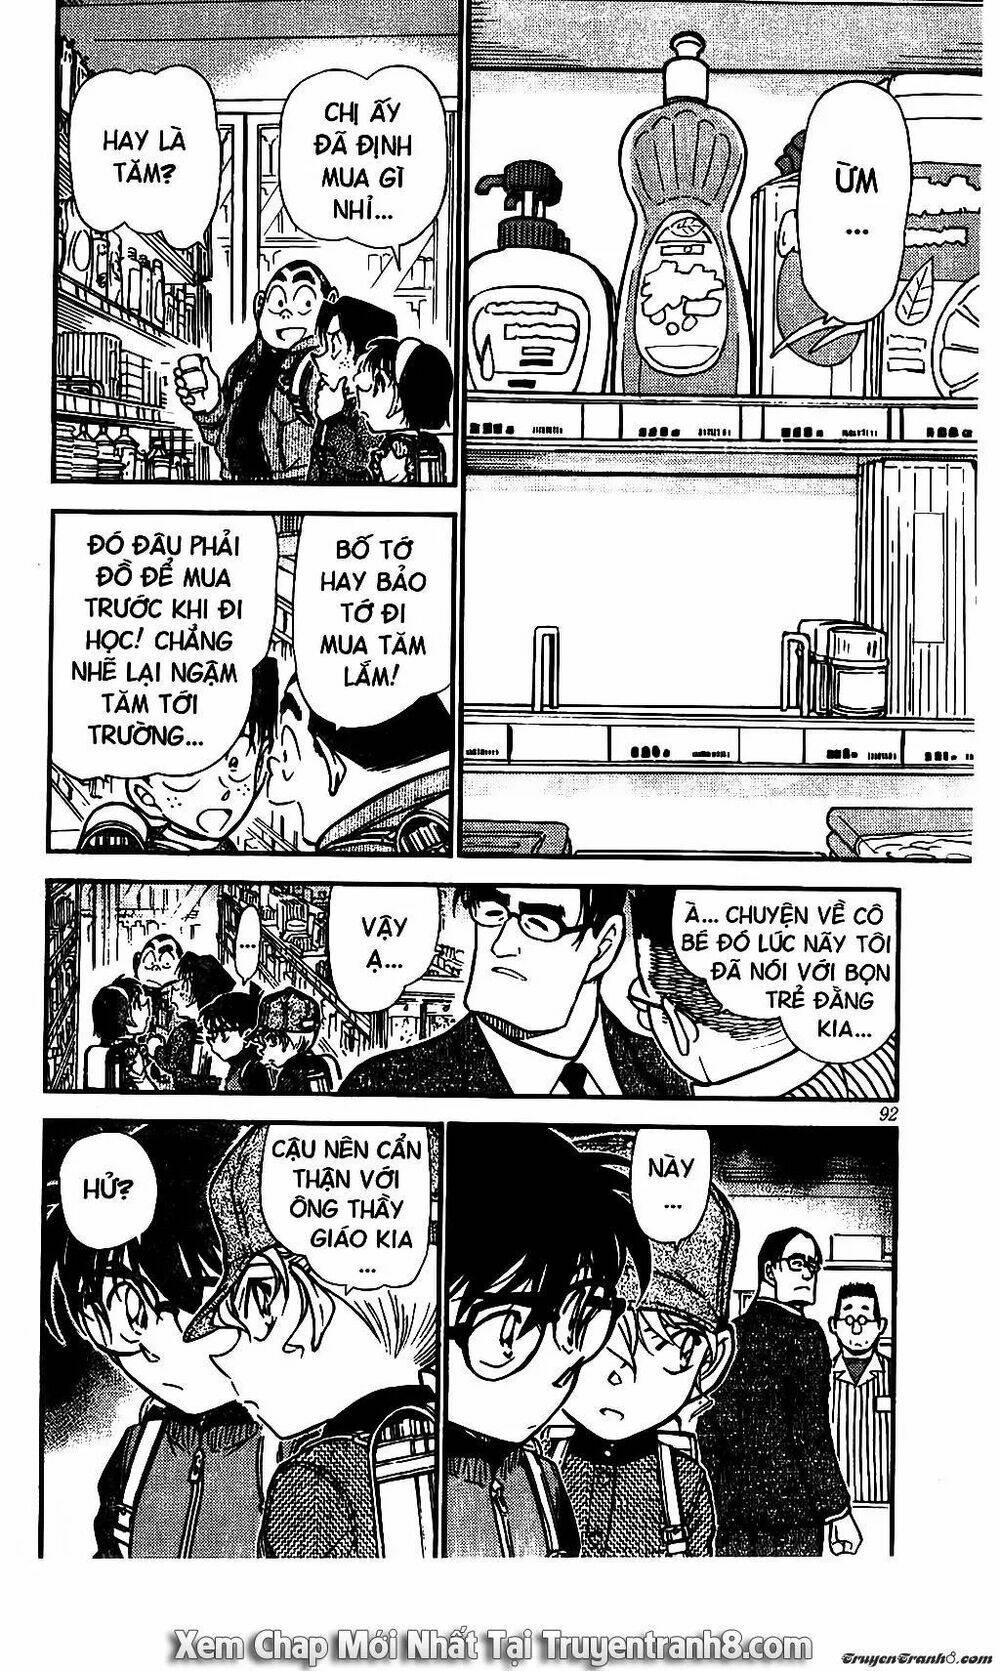 ỪM
...
CHỊ ẤY
ĐÃ ĐỊNH
MUA GÌ
NHỈ...
HAY LÀ
TĂM?
BỐ TỚ
HAY BẢO
TỚ ĐI
MUA TĂM
LẮM!
ĐÓ ĐÂU PHẢI
ĐỒ ĐỂ MUA
TRƯỚC KHI ĐI
HỌC! CHẲNG
NHẼ LẠI NGẬM
TĂM TỚI
TRƯỜNG...
À... CHUYỆN VỀ CÔ
BÉ ĐÓ LÚC NÃY TÔI
ĐÃ NÓI VỚI BỌN
TRẺ ĐẰNG
KIA...
VẬY
Ạ...
...
92
NÀY
...
CẬU NÊN CẨN
THẬN VỚI
ÔNG THẦY
GIÁO KIA
...
HỬ?
Xem Chap Mới Nhất Tại Truyentranh8.com
TruyenTranh8.com